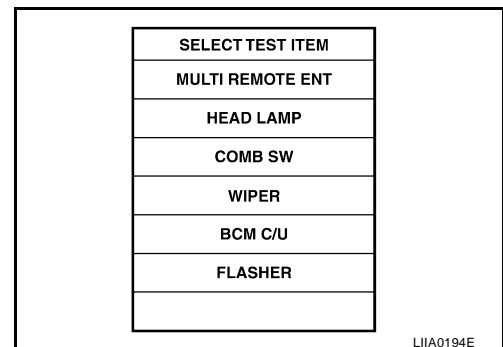 SELECT TEST ITEM
MULTI REMOTE ENT
HEAD LAMP
COMB SW
WIPER
BCM C/U
FLASHER
LIIA0194E